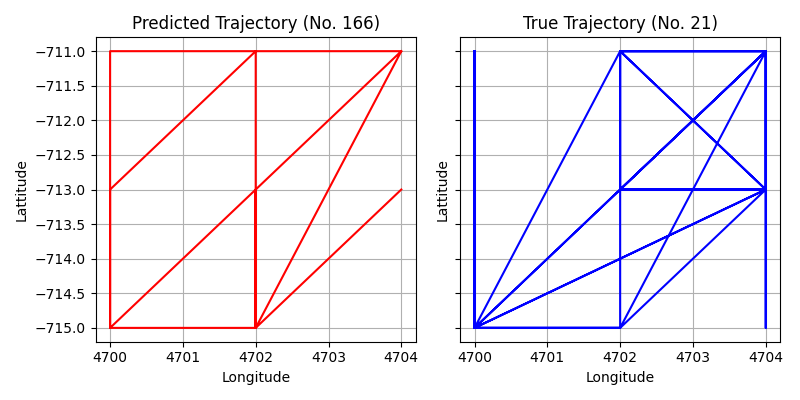 Predicted Trajectory (No. 166)
True Trajectory (No. 21)
Lattitude
−711.0
−711.5
−712.0
−712.5
−713.0
−713.5
−714.0
−714.5
−715.0
4700 4701 4702 4703 4704
Longitude
Lattitude
4700 4701 4702 4703 4704
Longitude